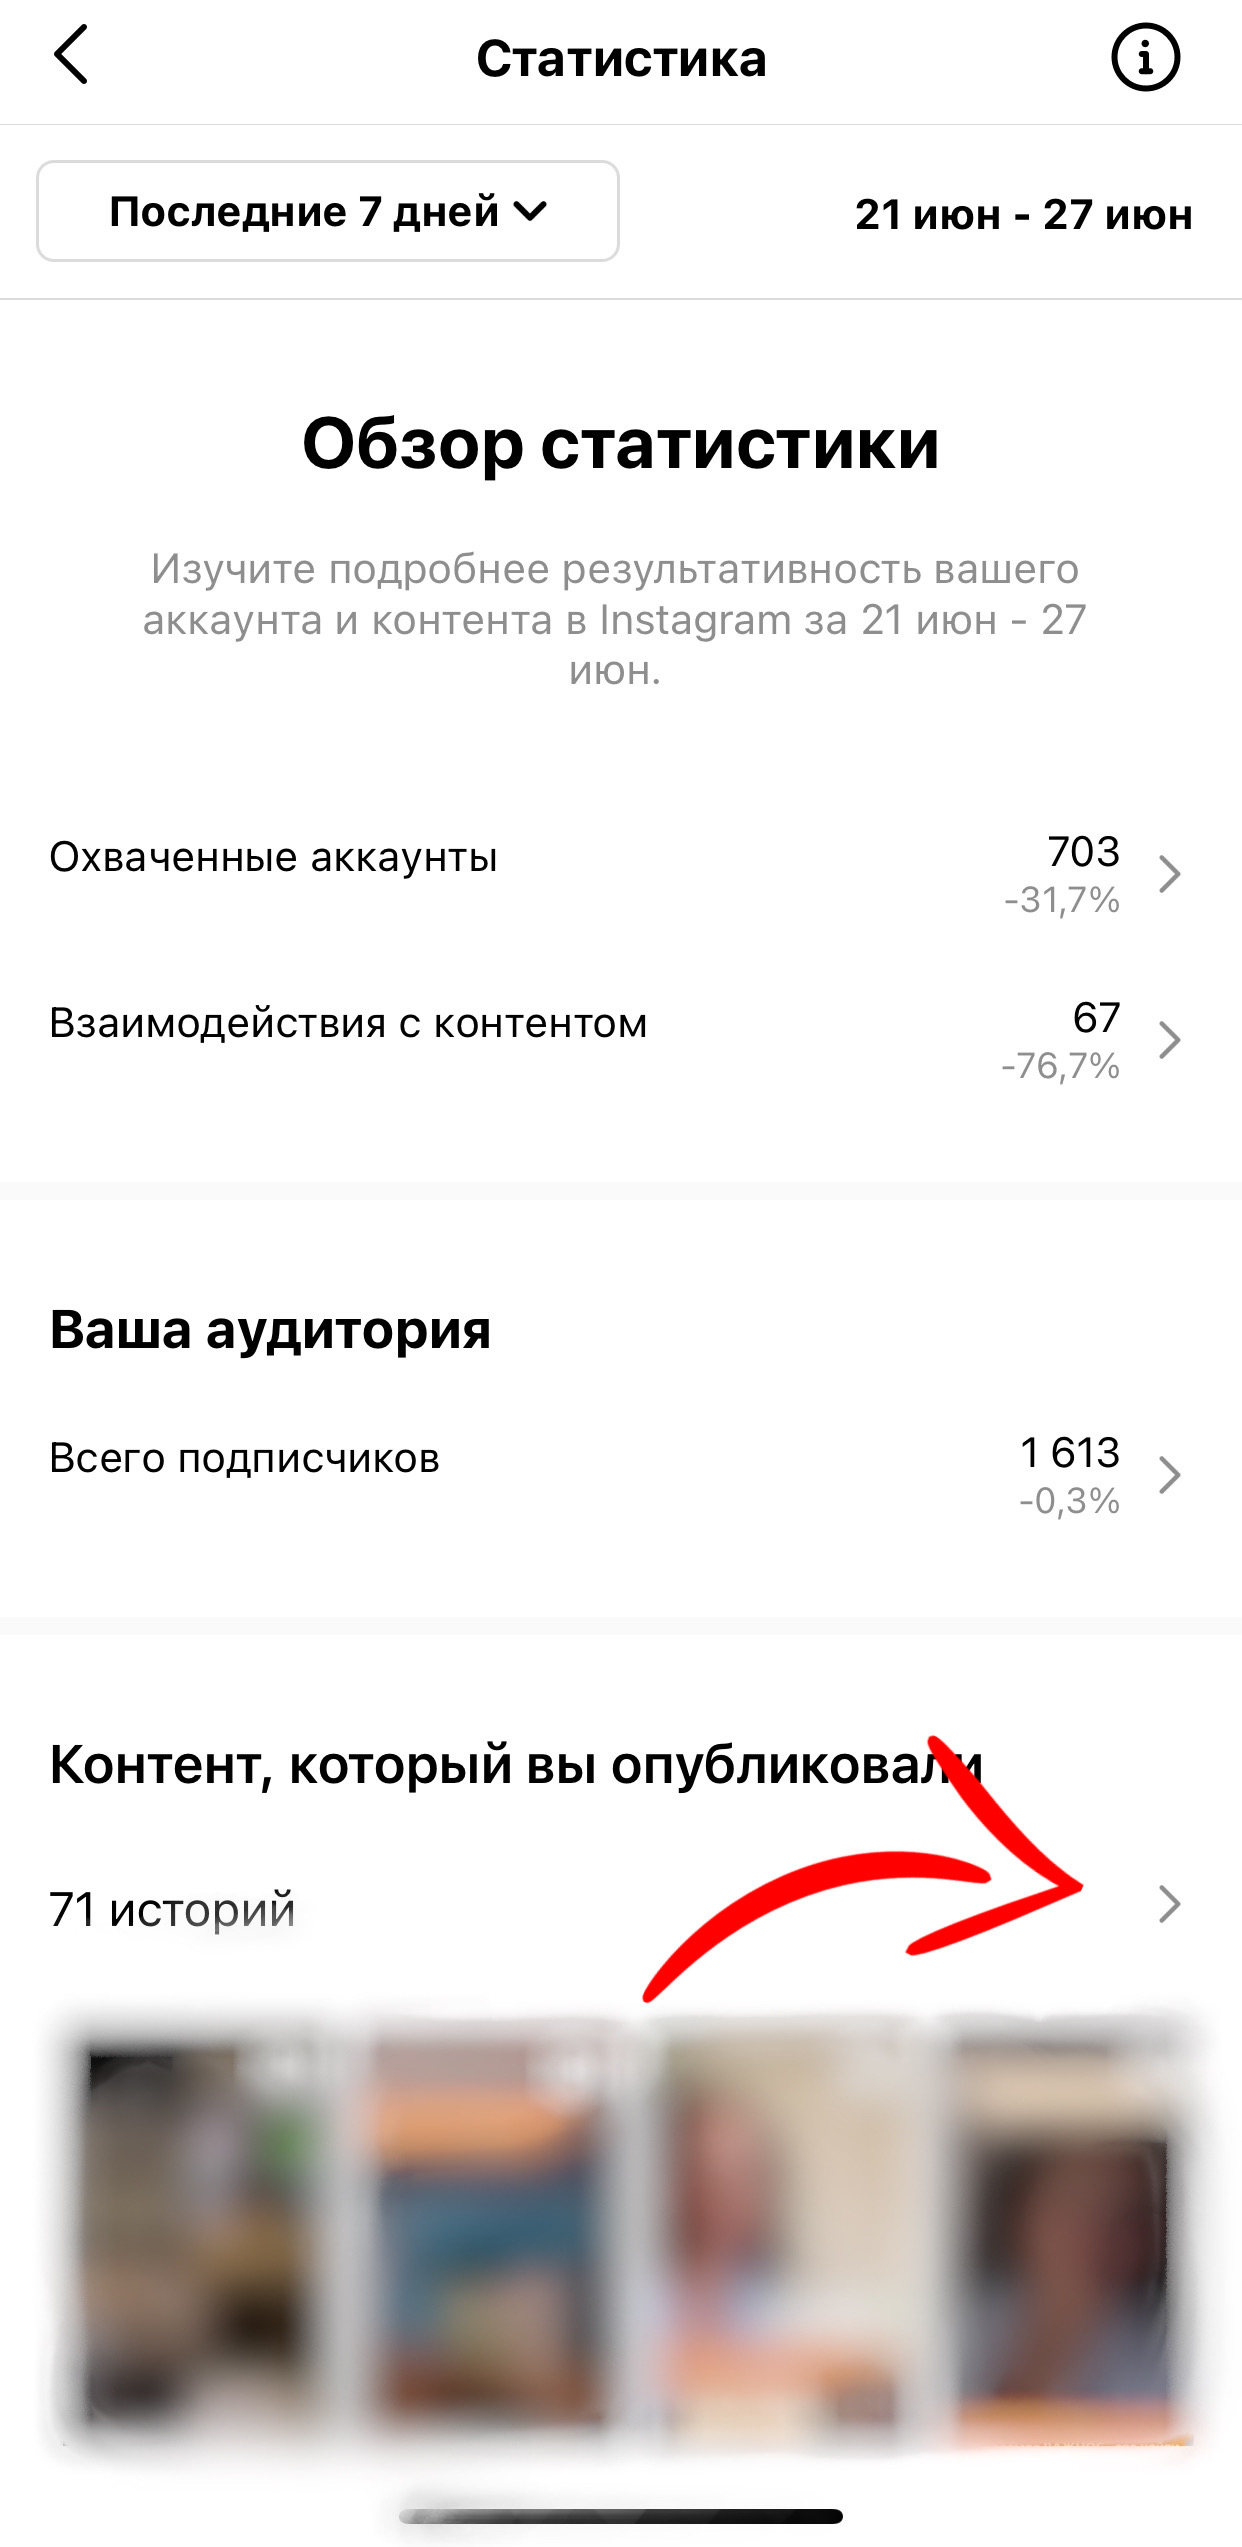 Статистика
Последние 7 дней
21 июн - 27 июн
Обзор статистики
Изучите подробнее результативность вашего
аккаунта и контента в Instagram за 21 июн - 27
июн.
Охваченные аккаунты
703
-31,7%
Взаимодействия с контентом
67
-76,7%
Ваша аудитория
Всего подписчиков
1 613
-0,3%
Контент, который вы опубликовали
71 историй